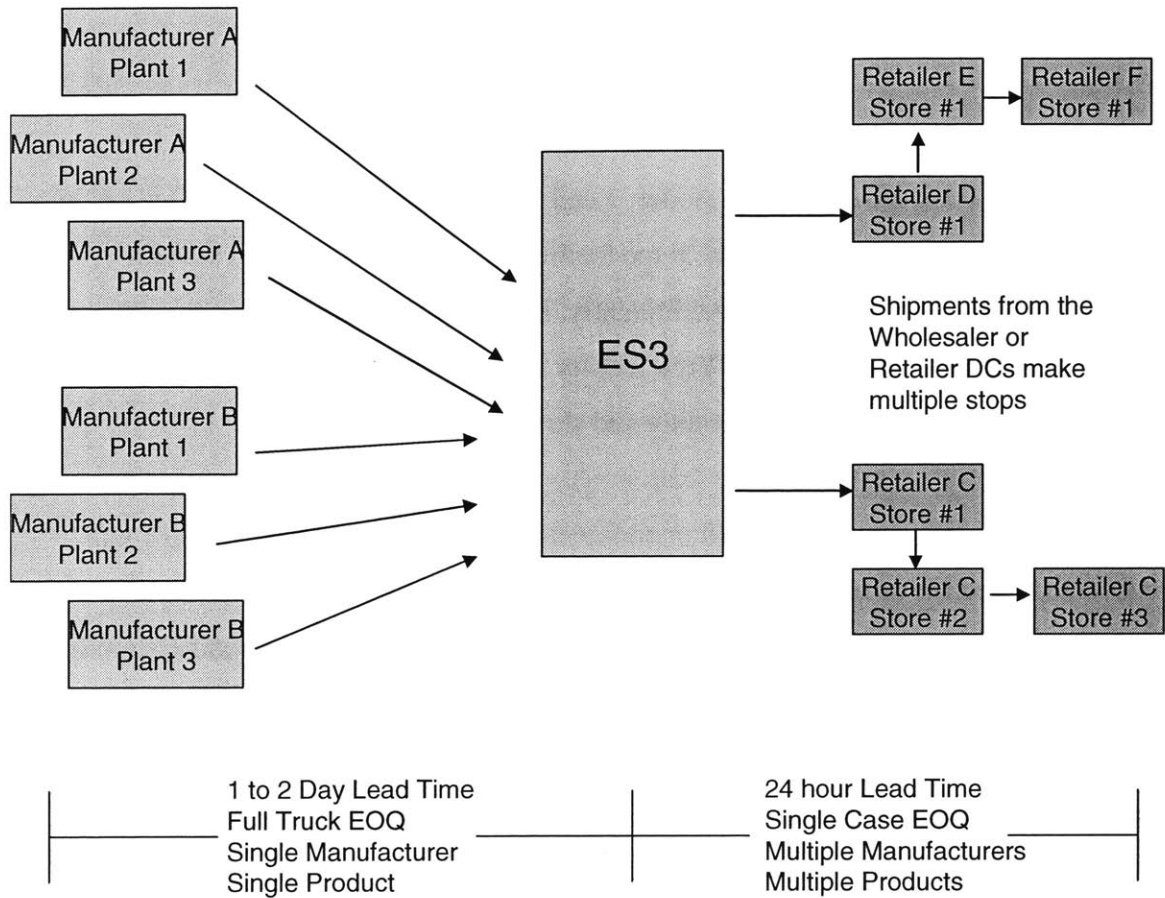 Manufacturer A
Plant 1
Manufacturer A
Plant 2
Manufacturer A
Plant 3
Manufacturer B
Plant 1
Manufacturer B
Plant 2
Manufacturer B
Plant 3
ES3
Retailer E
Store #1
Retailer F
Store #1
Retailer D
Store #1
Shipments from the
Wholesaler or
Retailer DCs make
multiple stops
Retailer C
Store #1
Retailer C
Store #2
Retailer C
Store #3
1 to 2 Day Lead Time
Full Truck EOQ
Single Manufacturer
Single Product
24 hour Lead Time
Single Case EOQ
Multiple Manufacturers
Multiple Products